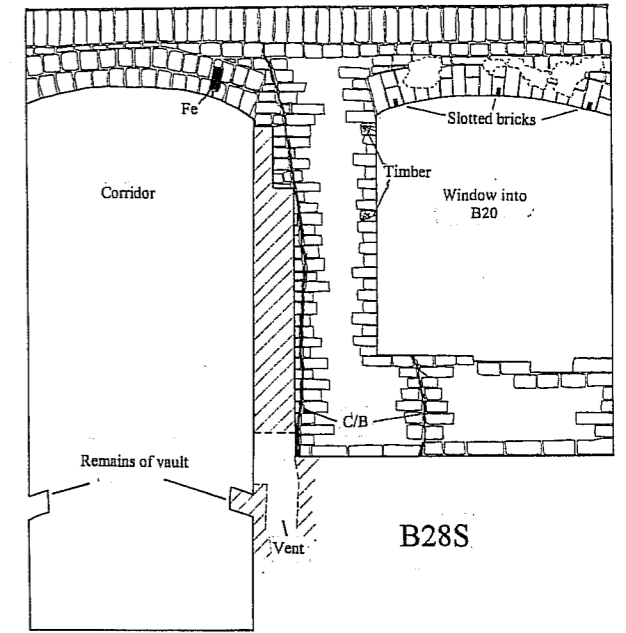 Fe
Slotted bricks
Timber
Corridor
Window into
B20
C/B
Remains of vault
Vent
B28S